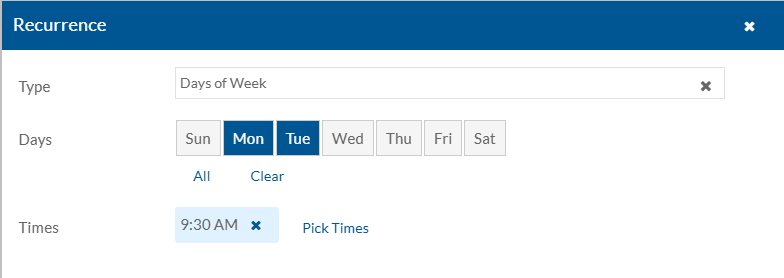 Recurrence
Type Days of Week
Days Sun Mon Tue Wed Thu Fri Sat
All Clear
Times 9:30 AM Pick Times